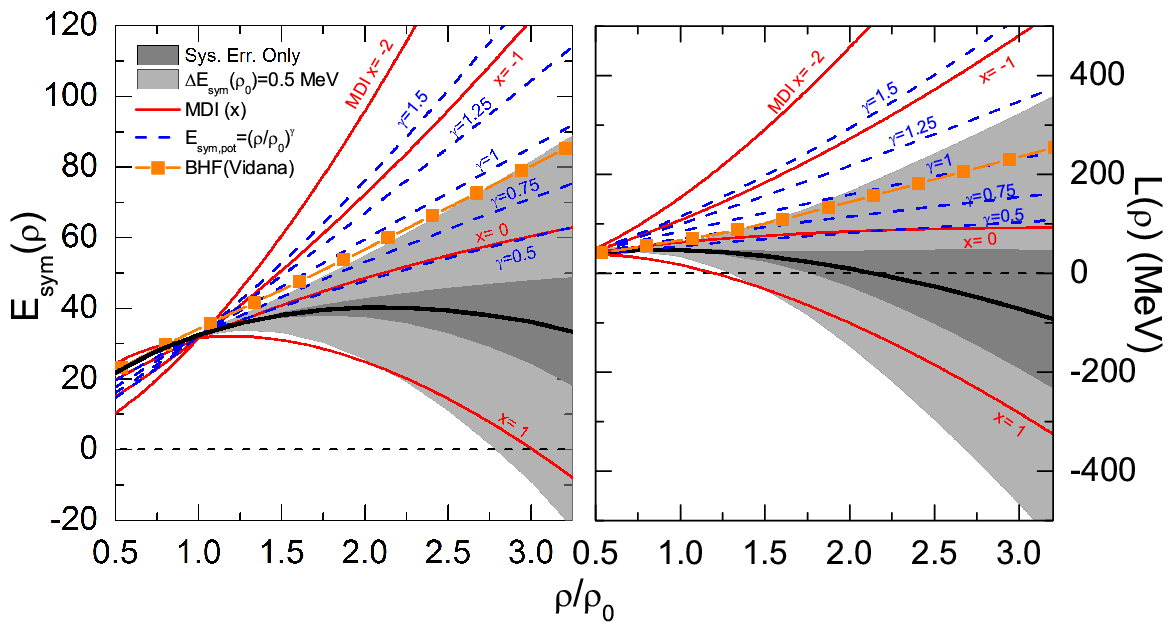 120
100
80
60
40
20
0
-20
E_sym(ρ)
Sys. Err. Only
ΔE_sym(ρ_0)=0.5 MeV
MDI (x)
E_sym,pot=(ρ/ρ_0)^γ
BHF(Vidana)
MDI x= -2
x= -1
γ=1.5
γ=1.25
γ=1
γ=0.75
x= 0
γ=0.5
x= 1
0.5 1.0 1.5 2.0 2.5 3.0
MDI x= -2
x= -1
γ=1.5
γ=1.25
γ=1
γ=0.75
γ=0.5
x= 0
x= 1
400
200
0
-200
-400
L(ρ) (MeV)
0.5 1.0 1.5 2.0 2.5 3.0
ρ/ρ_0